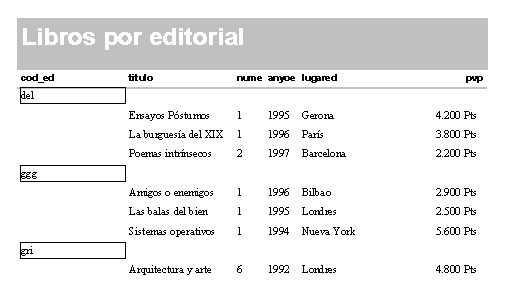 Libros por editorial
cod_ed titulo nume anyoe lugared pvp
del
Ensayos Póstumos 1 1995 Gerona 4.200 Pts
La burguesía del XIX 1 1996 París 3.800 Pts
Poemas intrínsecos 2 1997 Barcelona 2.200 Pts
ggg
Amigos o enemigos 1 1996 Bilbao 2.900 Pts
Las balas del bien 1 1995 Londres 2.500 Pts
Sistemas operativos 1 1994 Nueva York 5.600 Pts
gri
Arquitectura y arte 6 1992 Londres 4.800 Pts